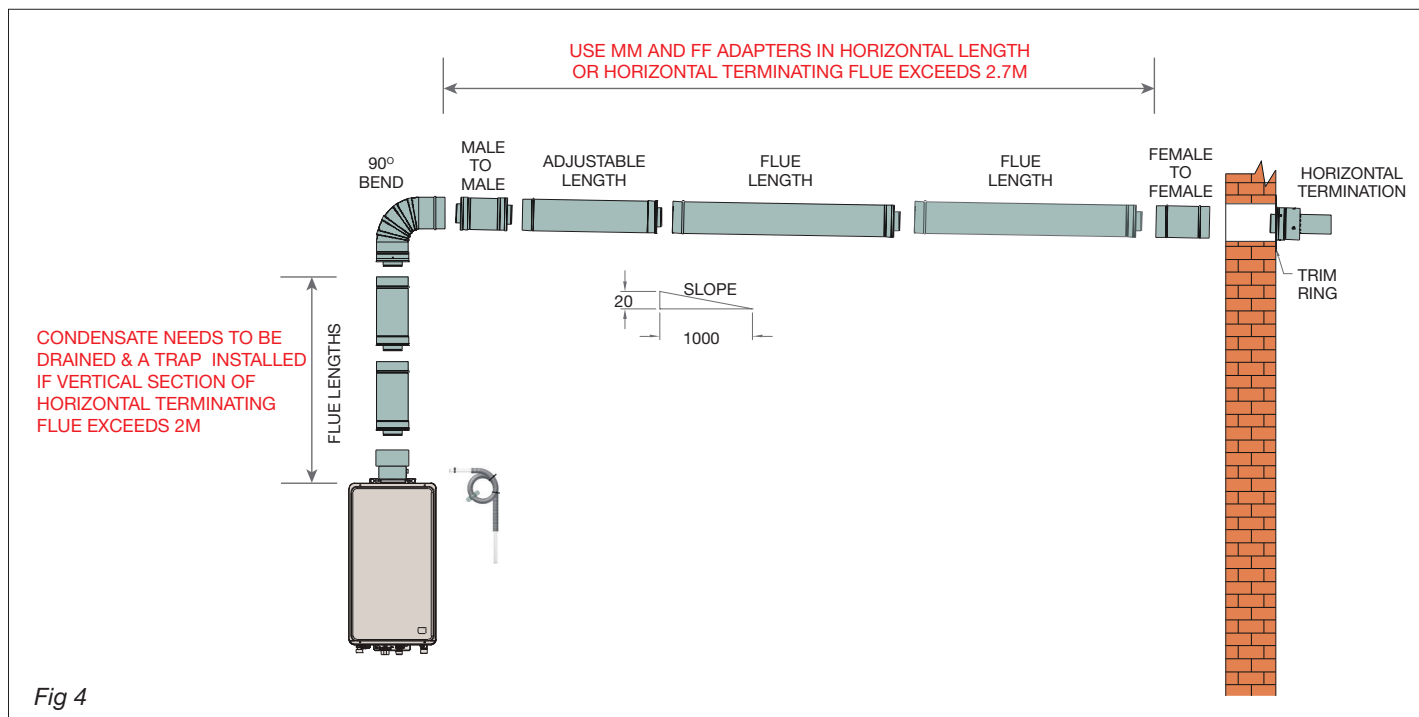 USE MM AND FF ADAPTERS IN HORIZONTAL LENGTH
OR HORIZONTAL TERMINATING FLUE EXCEEDS 2.7M
90O
BEND
MALE
TO
MALE
ADJUSTABLE
LENGTH
FLUE
LENGTH
FLUE
LENGTH
FEMALE
TO
FEMALE
HORIZONTAL
TERMINATION
TRIM
RING
SLOPE
20
1000
CONDENSATE NEEDS TO BE
DRAINED & A TRAP INSTALLED
IF VERTICAL SECTION OF
HORIZONTAL TERMINATING
FLUE EXCEEDS 2M
FLUE LENGTHS
Fig 4